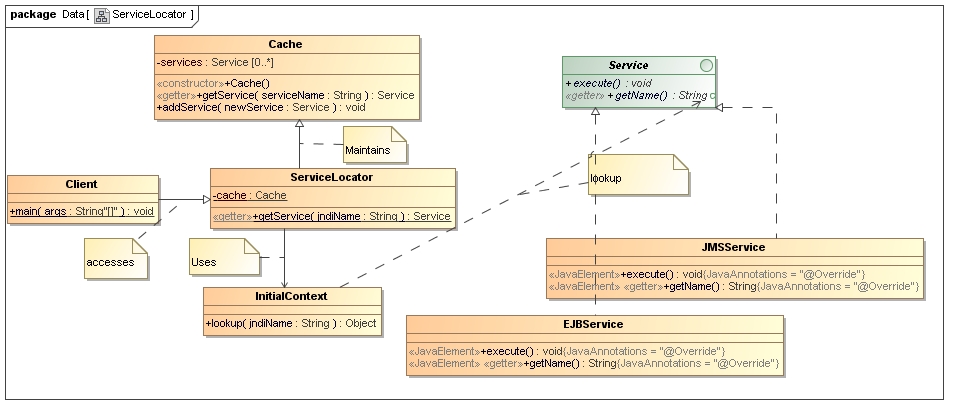 package Data [ ServiceLocator ]
Cache
-services : Service [0..*]
«constructor»+Cache()
«getter»+getService( serviceName : String ) : Service
+addService( newService : Service ) : void
Service
+ execute() : void
«getter» + getName() : String
Maintains
ServiceLocator
-cache : Cache
«getter»+getService( jndiName : String ) : Service
Client
+main( args : String"[]" ) : void
lookup
accesses
Uses
JMSService
«JavaElement»+execute() : void{JavaAnnotations = "@Override"}
«JavaElement» «getter»+getName() : String{JavaAnnotations = "@Override"}
InitialContext
+lookup( jndiName : String ) : Object
EJBService
«JavaElement»+execute() : void{JavaAnnotations = "@Override"}
«JavaElement» «getter»+getName() : String{JavaAnnotations = "@Override"}